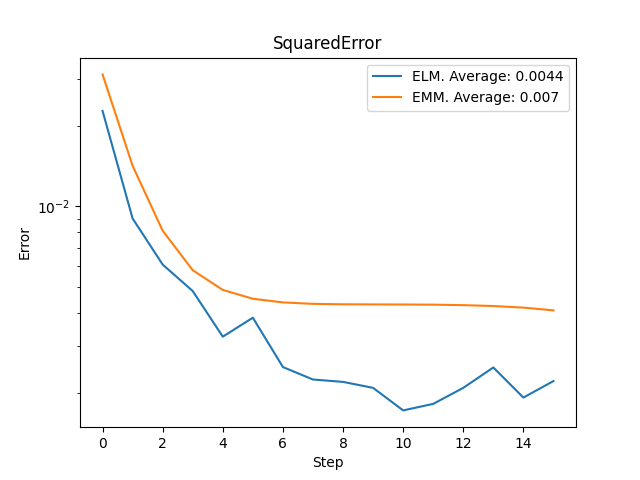 SquaredError
ELM. Average: 0.0044
EMM. Average: 0.007
10⁻²
Error
0 2 4 6 8 10 12 14
Step